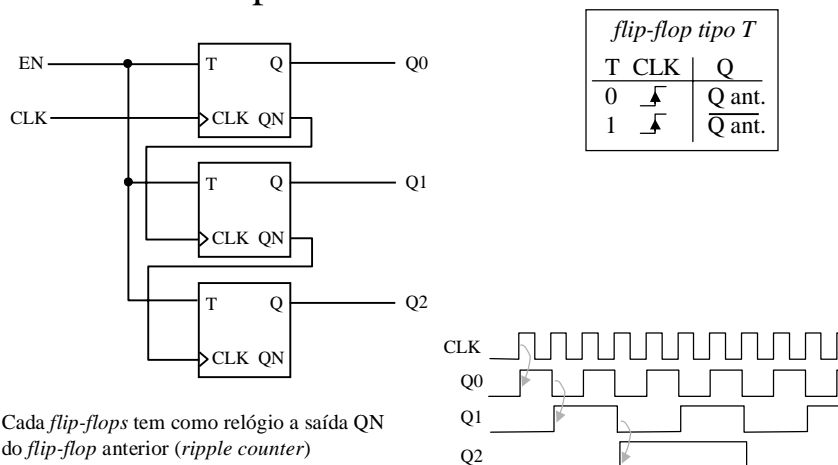 EN
CLK
T Q
CLK QN
Q0
T Q
CLK QN
Q1
T Q
CLK QN
Q2
flip-flop tipo T
T CLK Q
0 Q ant.
1 Q ant.
CLK
Q0
Q1
Q2
Cada flip-flops tem como relógio a saída QN
do flip-flop anterior (ripple counter)